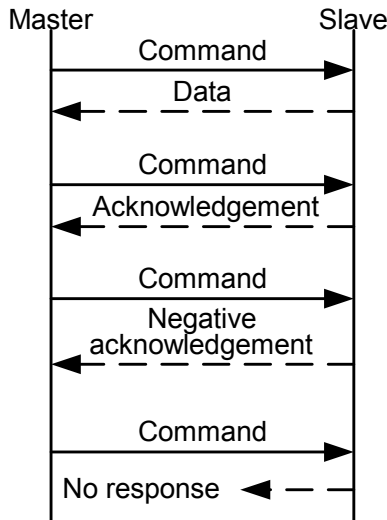 Master Slave
Command
Data
Command
Acknowledgement
Command
Negative
acknowledgement
Command
No response